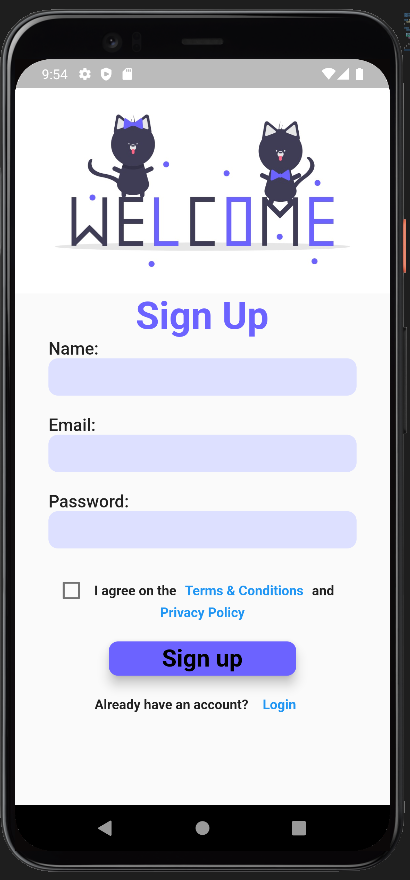 9:54
WELCOME
Sign Up
Name:
Email:
Password:
I agree on the Terms & Conditions and
Privacy Policy
Sign up
Already have an account? Login